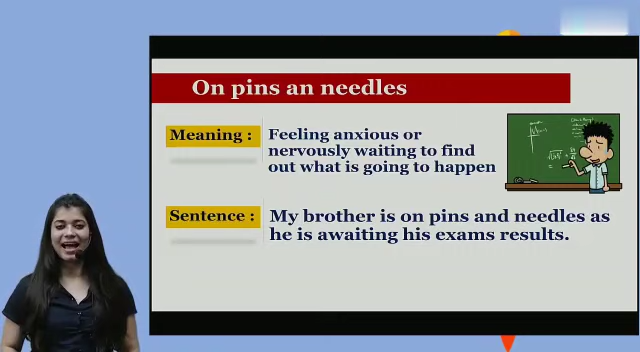 On pins an needles
Meaning :
Feeling anxious or
nervously waiting to find
out what is going to happen
Sentence :
My brother is on pins and needles as
he is awaiting his exams results.